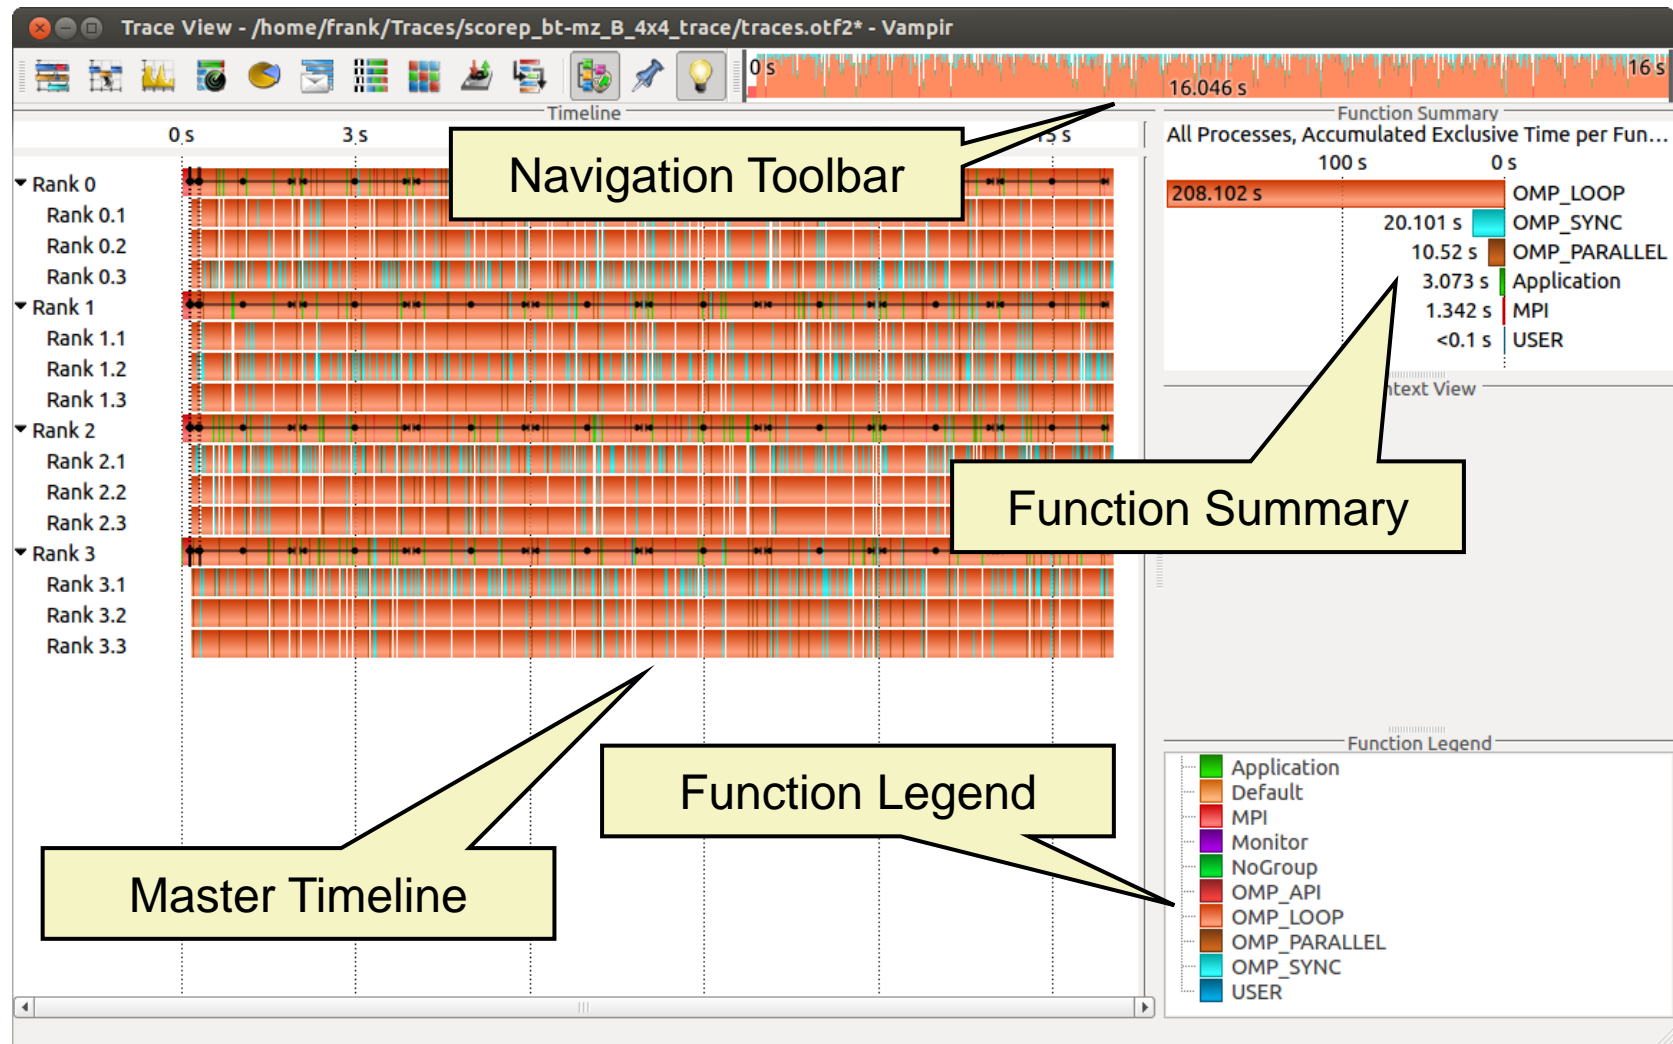 Trace View - /home/frank/Traces/scorep_bt-mz_B_4x4_trace/traces.otf2* - Vampir
0 s
16 s
16.046 s
Timeline
0 s
3 s
15 s
Navigation Toolbar
Rank 0
Rank 0.1
Rank 0.2
Rank 0.3
Rank 1
Rank 1.1
Rank 1.2
Rank 1.3
Rank 2
Rank 2.1
Rank 2.2
Rank 2.3
Rank 3
Rank 3.1
Rank 3.2
Rank 3.3
Master Timeline
Function Summary
All Processes, Accumulated Exclusive Time per Fun...
100 s
0 s
208.102 s OMP_LOOP
20.101 s OMP_SYNC
10.52 s OMP_PARALLEL
3.073 s Application
1.342 s MPI
<0.1 s USER
View
Function Summary
Function Legend
Function Legend
Application
Default
MPI
Monitor
NoGroup
OMP_API
OMP_LOOP
OMP_PARALLEL
OMP_SYNC
USER